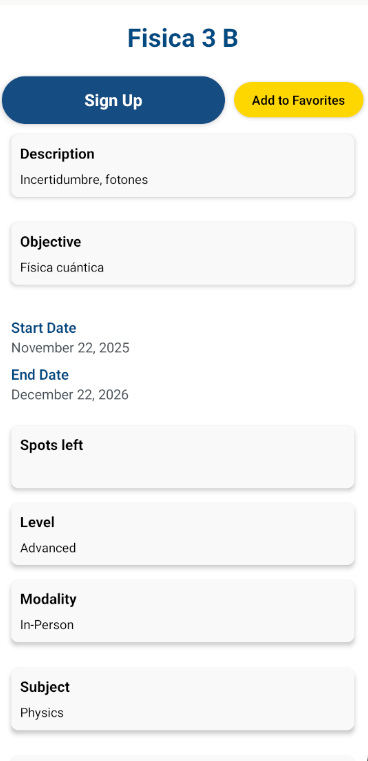 Fisica 3 B
Sign Up
Add to Favorites
Description
Incertidumbre, fotones
Objective
Física cuántica
Start Date
November 22, 2025
End Date
December 22, 2026
Spots left
Level
Advanced
Modality
In-Person
Subject
Physics